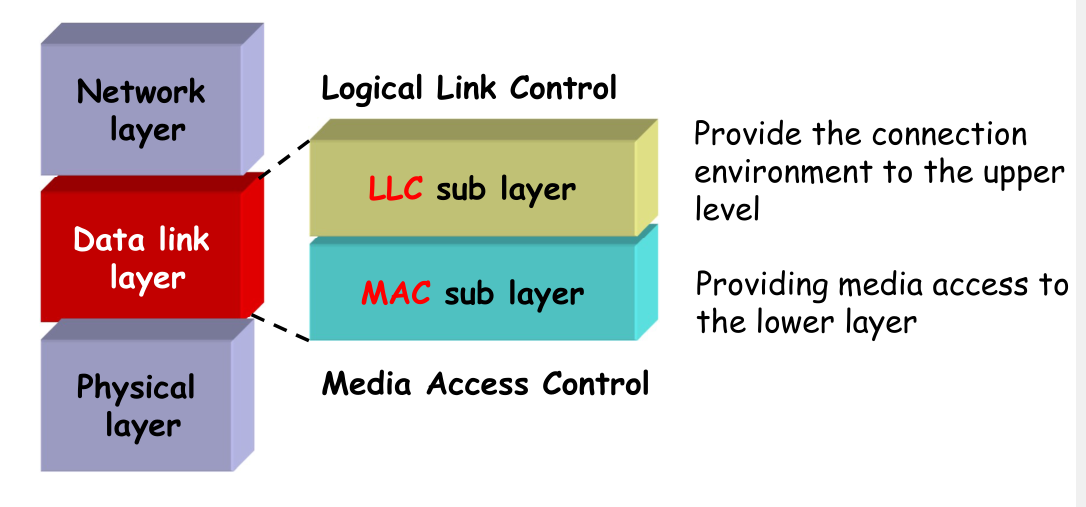 Network
layer
Data link
layer
Physical
layer
Logical Link Control
LLC sub layer
MAC sub layer
Media Access Control
Provide the connection
environment to the upper
level
Providing media access to
the lower layer